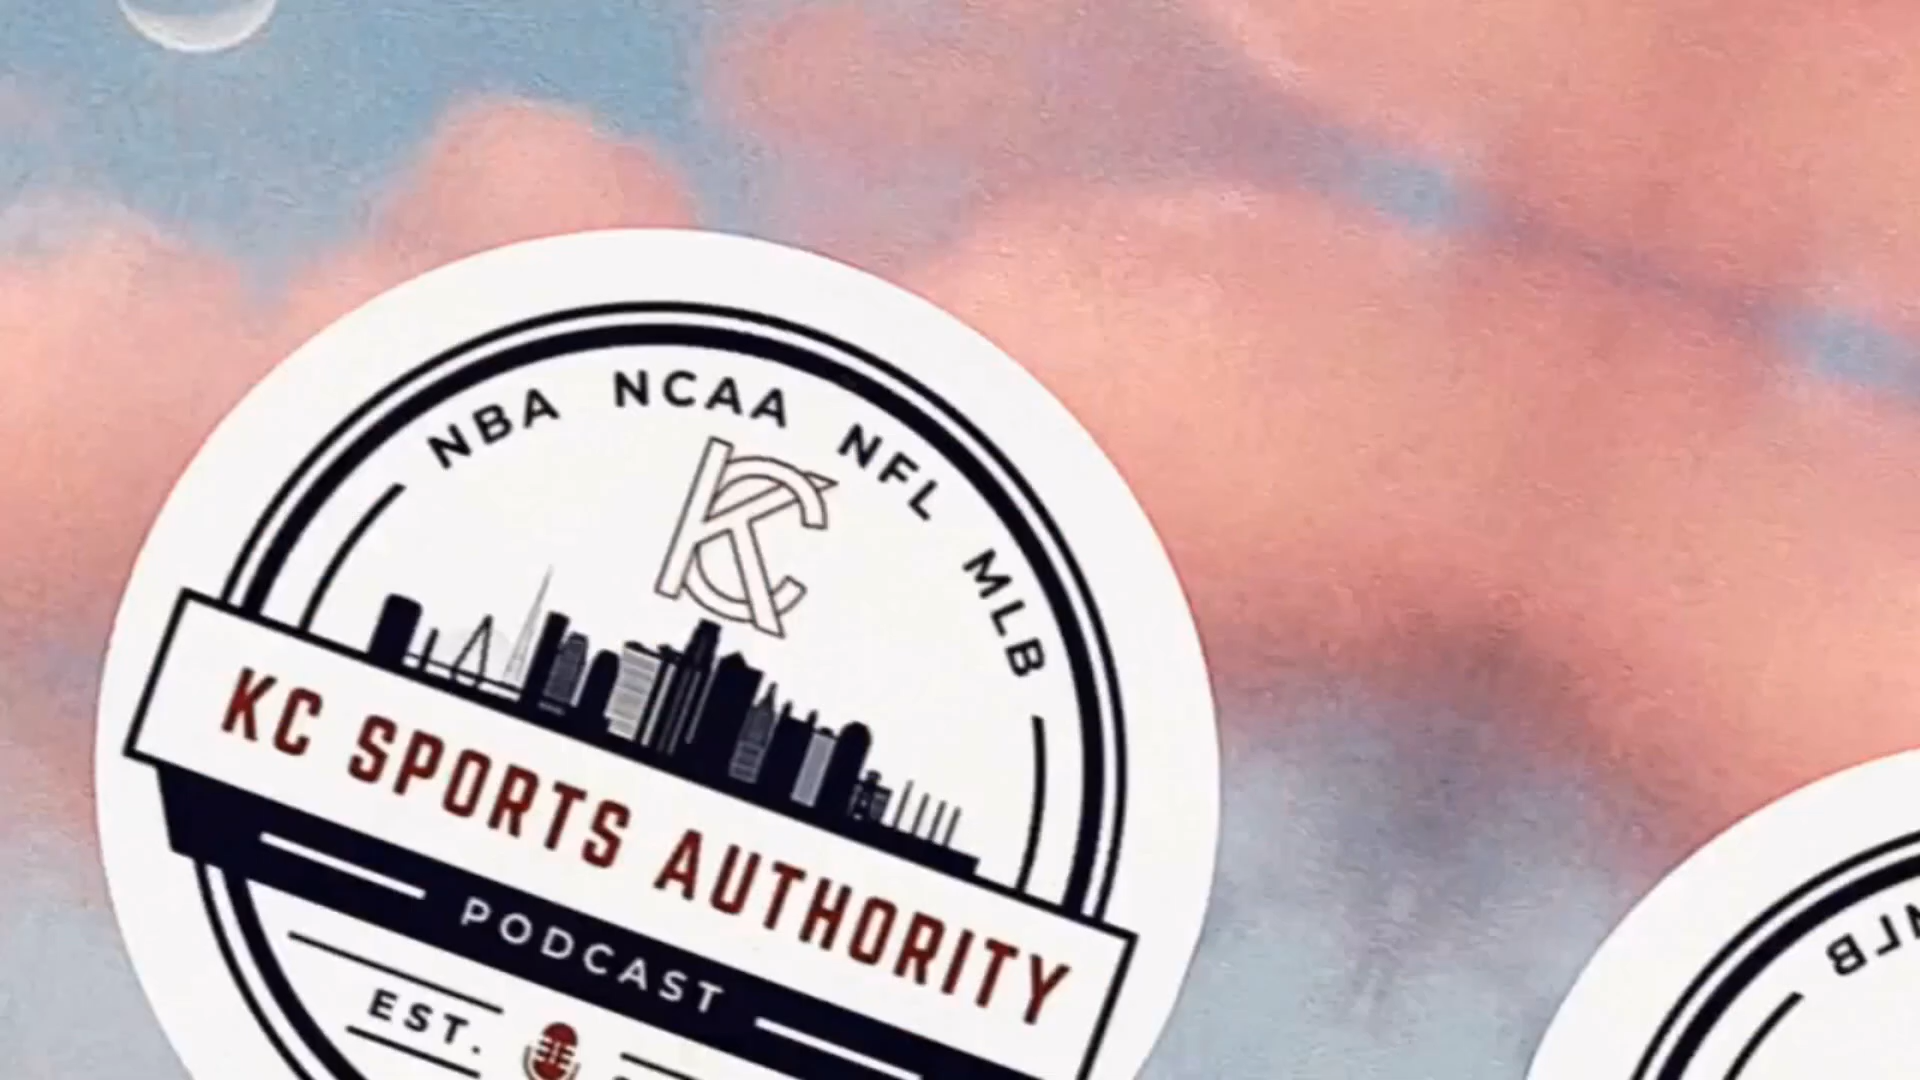 NBA NCAA NFL MLB
KC
KC SPORTS AUTHORITY
PODCAST
EST.
MLB